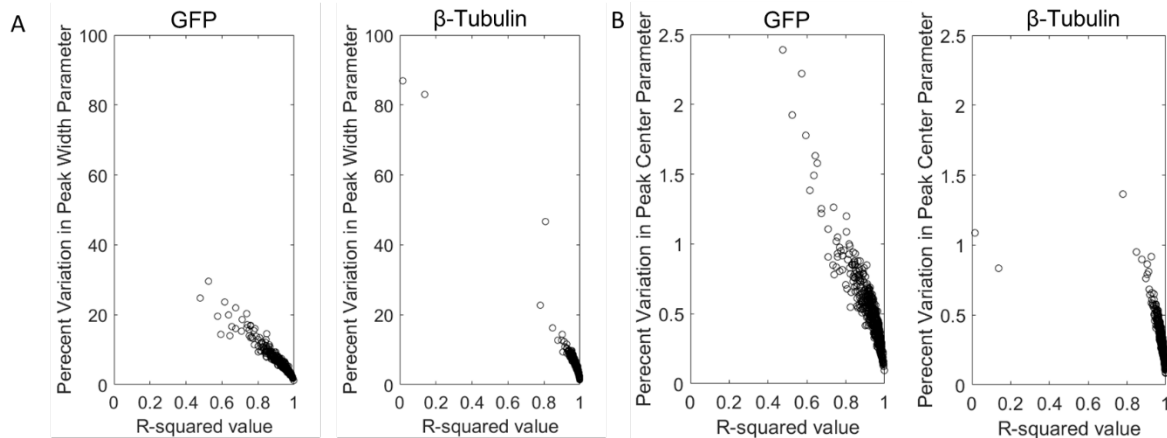 A
GFP
Perecent Variation in Peak Width Parameter
100
80
60
40
20
0
0 0.2 0.4 0.6 0.8 1
R-squared value
β-Tubulin
Perecent Variation in Peak Width Parameter
100
80
60
40
20
0
0 0.2 0.4 0.6 0.8 1
R-squared value
B
GFP
Perecent Variation in Peak Center Parameter
2.5
2
1.5
1
0.5
0
0 0.2 0.4 0.6 0.8 1
R-squared value
β-Tubulin
Perecent Variation in Peak Center Parameter
2.5
2
1.5
1
0.5
0
0 0.2 0.4 0.6 0.8 1
R-squared value